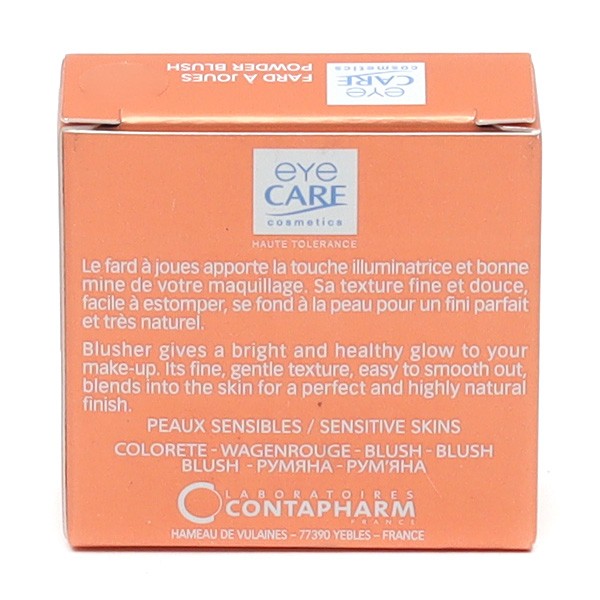 FARD À JOUES
POWDER BLUSH
eye
CARE
cosmetics
eye
CARE
cosmetics
HAUTE TOLERANCE
Le fard à joues apporte la touche illuminatrice et bonne
mine de votre maquillage. Sa texture fine et douce,
facile à estomper, se fond à la peau pour un fini parfait
et très naturel.
Blusher gives a bright and healthy glow to your
make-up. Its fine, gentle texture, easy to smooth out,
blends into the skin for a perfect and highly natural
finish.
PEAUX SENSIBLES / SENSITIVE SKINS
COLORETE - WAGENROUGE - BLUSH - BLUSH
BLUSH - РУМЯНА - РУМ'ЯНА
LABORATOIRES
CONTAPHARM
FRANCE
HAMEAU DE VULAINES – 77390 YEBLES – FRANCE